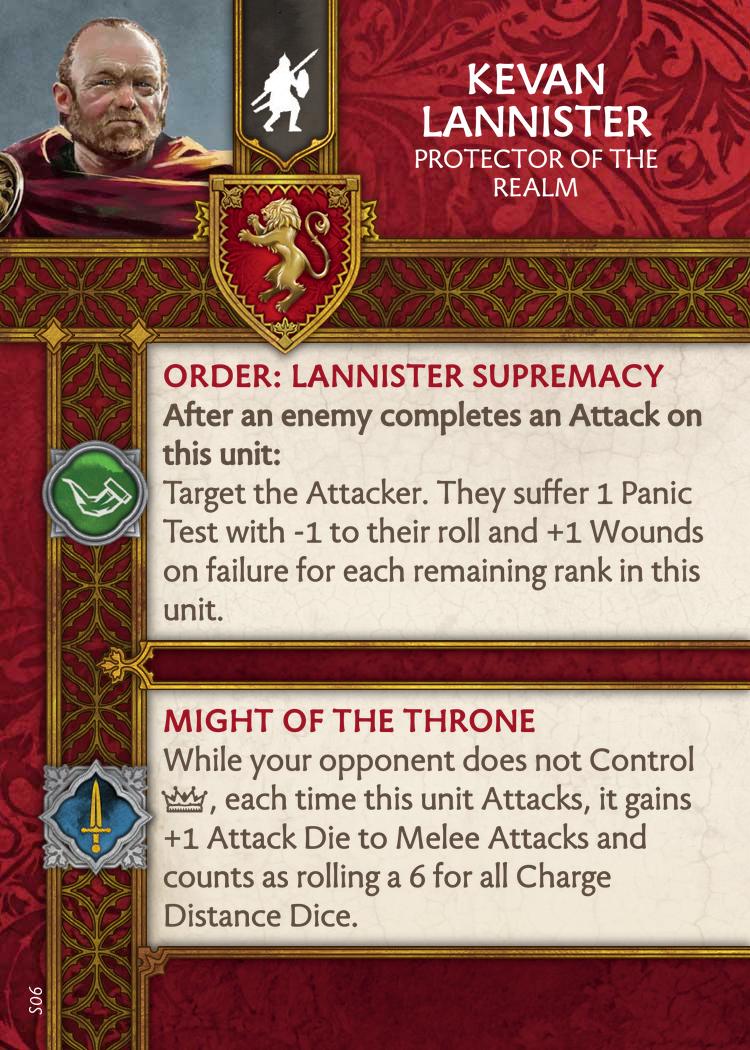 KEVAN
LANNISTER
PROTECTOR OF THE
REALM
ORDER: LANNISTER SUPREMACY
After an enemy completes an Attack on
this unit:
Target the Attacker. They suffer 1 Panic
Test with -1 to their roll and +1 Wounds
on failure for each remaining rank in this
unit.
MIGHT OF THE THRONE
While your opponent does not Control
, each time this unit Attacks, it gains
+1 Attack Die to Melee Attacks and
counts as rolling a 6 for all Charge
Distance Dice.
S06